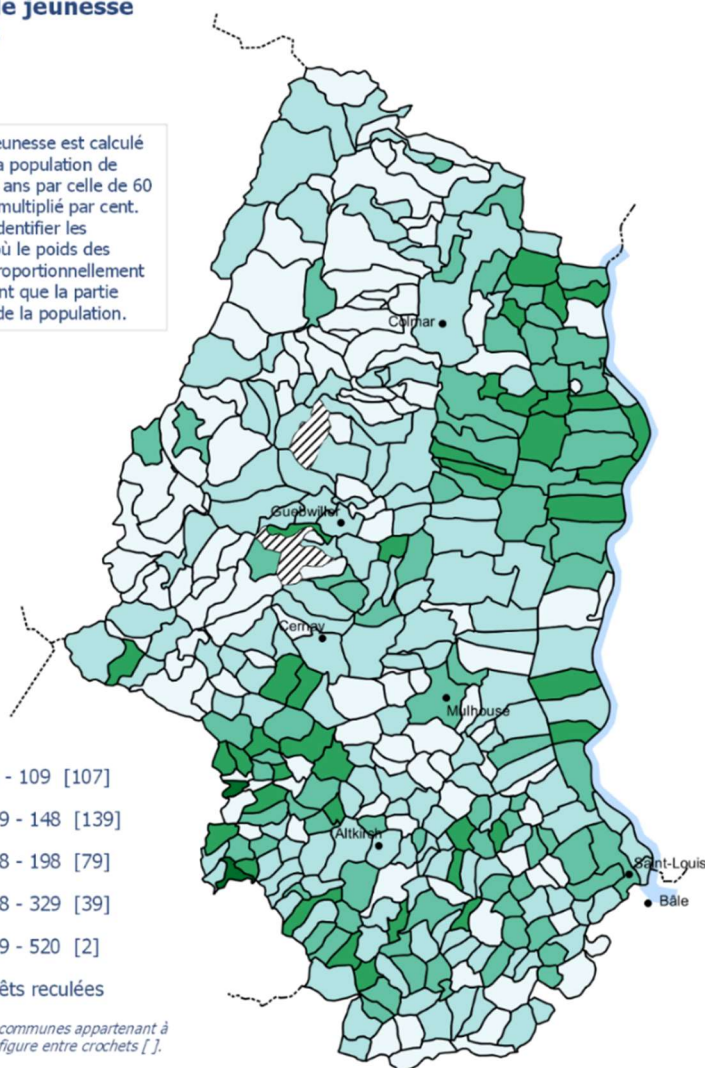 le jeunesse
eunesse est calculé
a population de
ans par celle de 60
multiplié par cent.
dentifier les
où le poids des
roportionnellement
nt que la partie
de la population.
Colmar
Guebwiller
Cernay
Mulhouse
Altkirch
Saint-Louis
Bâle
- 109 [107]
9 - 148 [139]
8 - 198 [79]
8 - 329 [39]
9 - 520 [2]
êts reculées
communes appartenant à
figure entre crochets [ ].